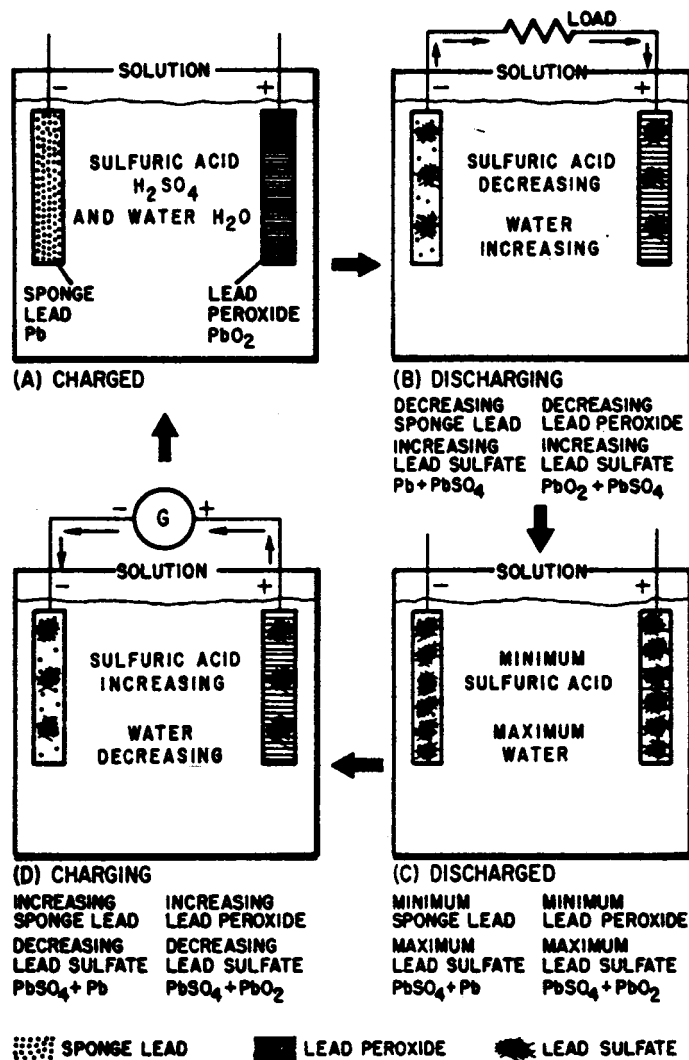 SOLUTION
- +
SULFURIC ACID
H₂SO₄
AND WATER H₂O
SPONGE
LEAD
Pb
LEAD
PEROXIDE
PbO₂
(A) CHARGED
LOAD
SOLUTION
- +
SULFURIC ACID
DECREASING
WATER
INCREASING
(B) DISCHARGING
DECREASING
SPONGE LEAD
INCREASING
LEAD SULFATE
Pb + PbSO₄
DECREASING
LEAD PEROXIDE
INCREASING
LEAD SULFATE
PbO₂ + PbSO₄
SOLUTION
- +
MINIMUM
SULFURIC ACID
MAXIMUM
WATER
(C) DISCHARGED
MINIMUM
SPONGE LEAD
MAXIMUM
LEAD SULFATE
PbSO₄ + Pb
MINIMUM
LEAD PEROXIDE
MAXIMUM
LEAD SULFATE
PbSO₄ + PbO₂
- G +
SOLUTION
- +
SULFURIC ACID
INCREASING
WATER
DECREASING
(D) CHARGING
INCREASING
SPONGE LEAD
DECREASING
LEAD SULFATE
PbSO₄ + Pb
INCREASING
LEAD PEROXIDE
DECREASING
LEAD SULFATE
PbSO₄ + PbO₂
SPONGE LEAD
LEAD PEROXIDE
LEAD SULFATE